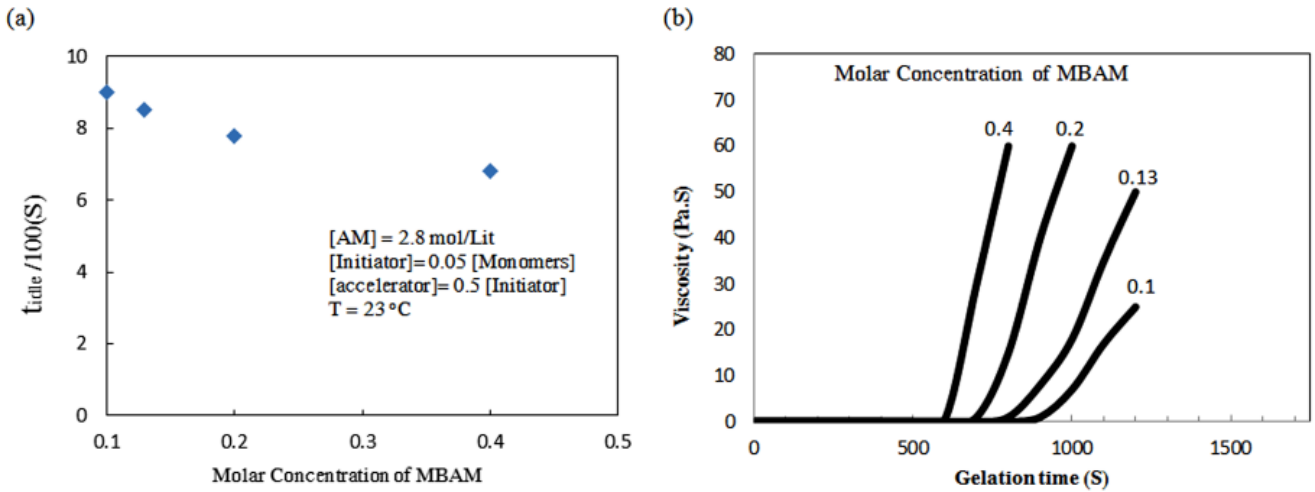 (a)
10
8
6
4
2
0
t idle /100(S)
[AM] = 2.8 mol/Lit
[Initiator]= 0.05 [Monomers]
[accelerator]= 0.5 [Initiator]
T = 23 °C
0.1 0.2 0.3 0.4 0.5
Molar Concentration of MBAM
(b)
80
70
60
50
40
30
20
10
0
Viscosity (Pa.S)
Molar Concentration of MBAM
0.4 0.2
0.13
0.1
0 500 1000 1500
Gelation time (S)